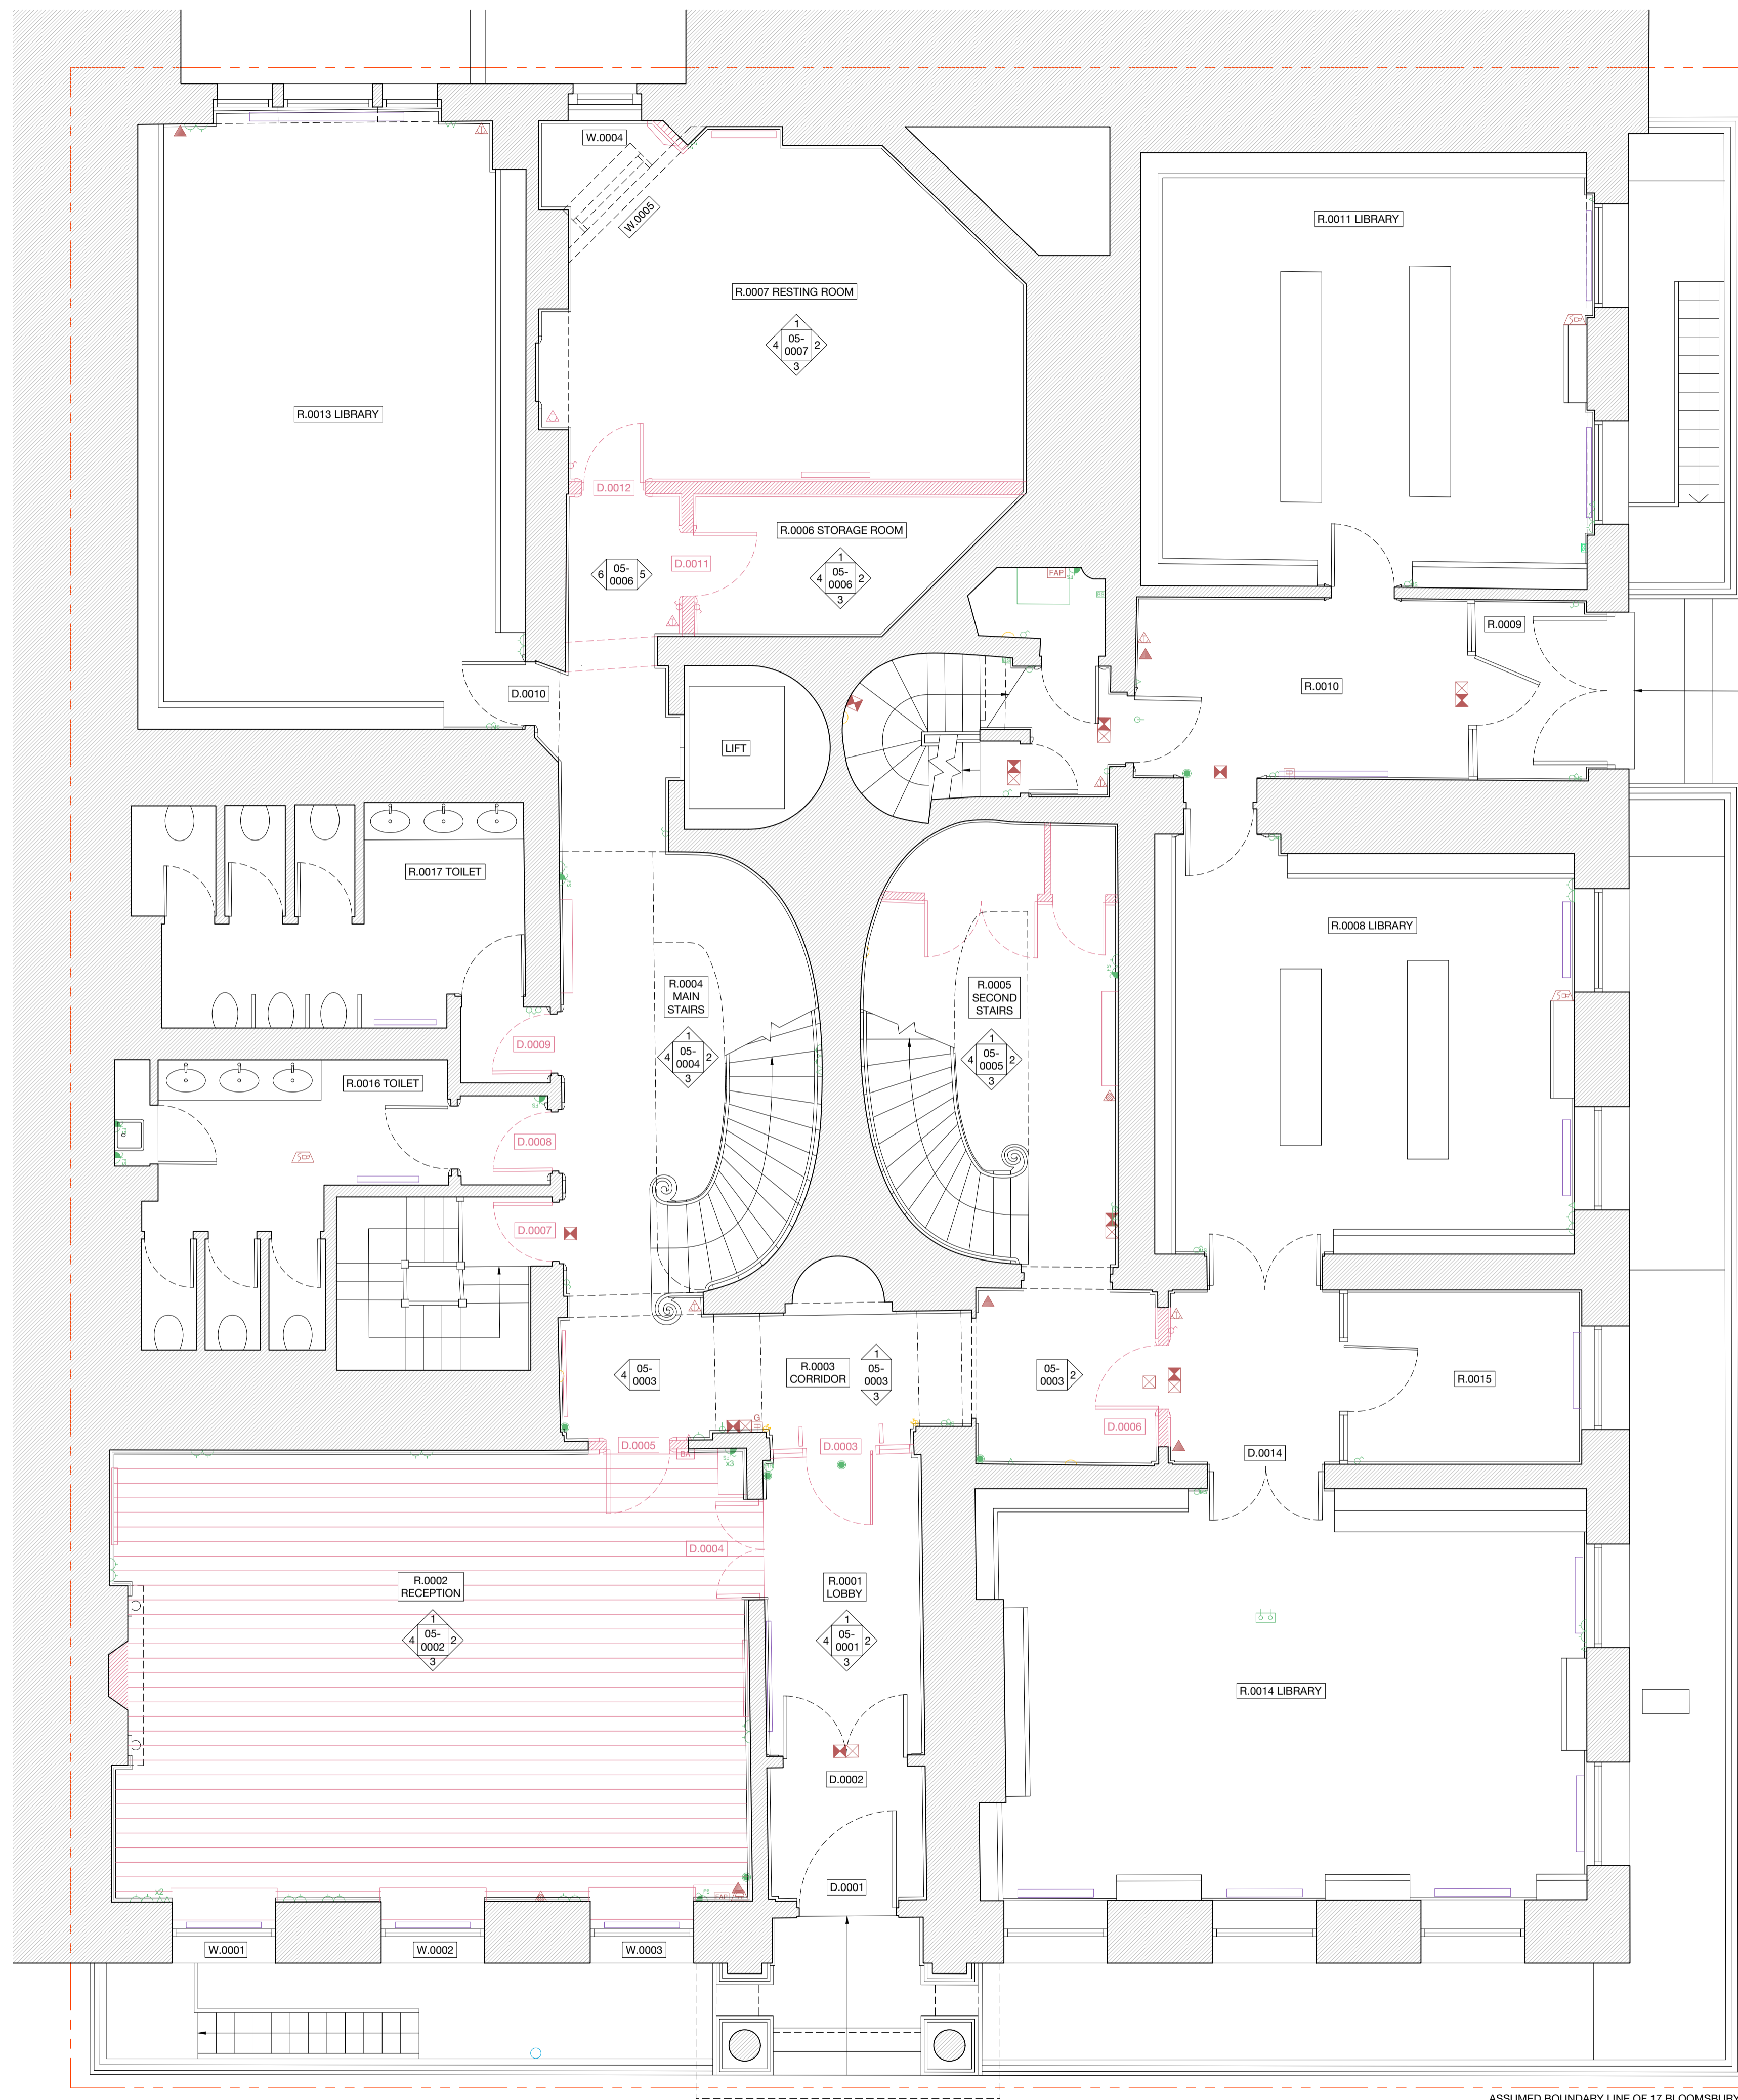 W.0004
W.0005
R.0011 LIBRARY
R.0007 RESTING ROOM
1
4
05-
0007
2
3
R.0013 LIBRARY
D.0012
R.0006 STORAGE ROOM
D.0011
6
05-
0006
5
1
4
05-
0006
2
3
FAP
R.0009
D.0010
R.0010
LIFT
R.0017 TOILET
R.0008 LIBRARY
R.0004
MAIN
STAIRS
R.0005
SECOND
STAIRS
D.0009
1
4
05-
0004
2
3
1
4
05-
0005
2
3
R.0016 TOILET
D.0008
D.0007
R.0003
CORRIDOR
4
05-
0003
1
05-
0003
3
05-
0003
2
R.0015
G
D.0006
D.0005
D.0003
BA
x3
D.0014
D.0004
R.0002
RECEPTION
R.0001
LOBBY
1
4
05-
0002
2
3
1
4
05-
0001
2
3
R.0014 LIBRARY
D.0002
D.0001
x2
FAP
W.0001
W.0002
W.0003
ASSUMED BOUNDARY LINE OF 17 BLOOMSBURY